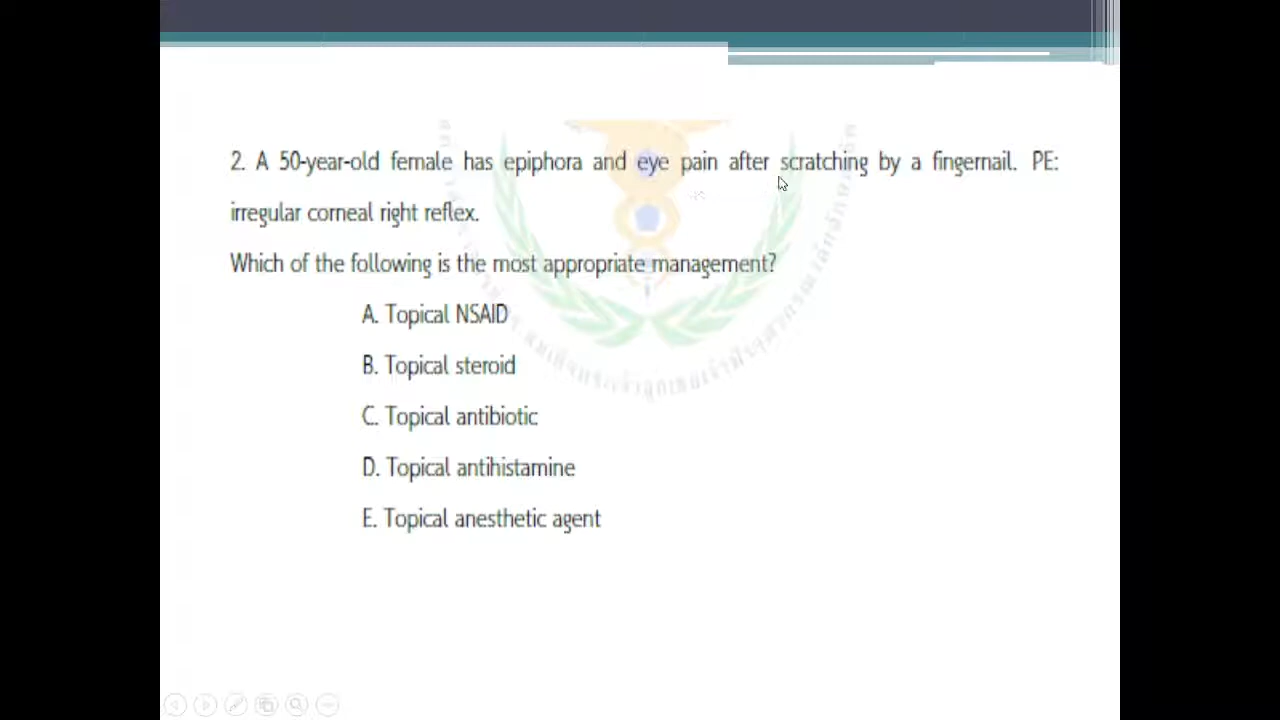 2. A 50-year-old female has epiphora and eye pain after scratching by a fingernail. PE:
irregular corneal right reflex.
Which of the following is the most appropriate management?
A. Topical NSAID
B. Topical steroid
C. Topical antibiotic
D. Topical antihistamine
E. Topical anesthetic agent